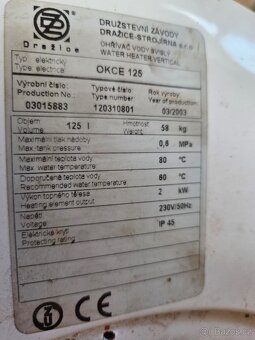 DZ
Dražice
DRUŽSTEVNÍ ZÁVODY
DRAŽICE-STROJÍRNA s.r.o
OHŘÍVAČ VODY SVISLÝ
WATER HEATER-VERTICAL
Typ: elektrický
Type: electrice
OKCE 125
Výrobní číslo: Typové číslo Rok výroby:
Production No.: Type number Year of production:
03015883 120310801 03/2003
Objem 125 l Hmotnost 58 kg
Volume Weight:
Maximální tlak nádoby 0,6 MPa
Max. tank pressure
Maximální teplota vody 80 °C
Max. water temperature
Doporučená teplota vody 60 °C
Recommended water temperature
Výkon topného tělesa 2 kW
Heating element output
Napětí 230V/50Hz
Voltage
Elektrické krytí IP 45
Protecting rating
CE